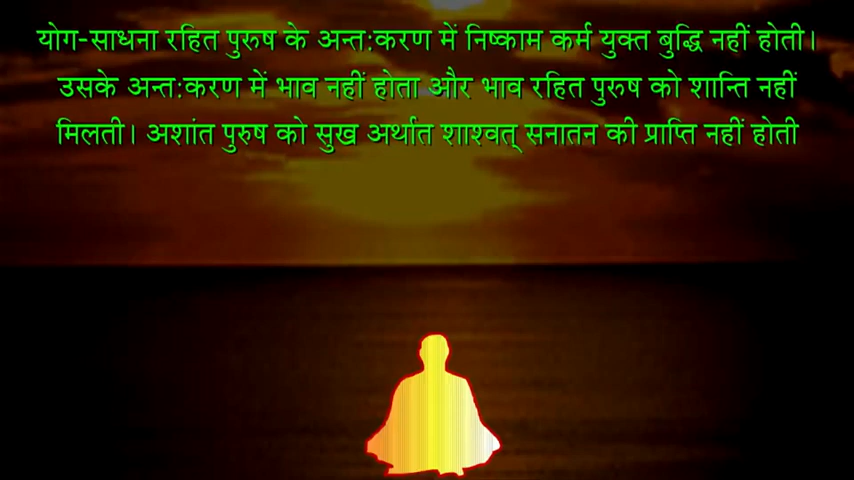 योग-साधना रहित पुरुष के अन्त:करण में निष्काम कर्म युक्त बुद्धि नहीं होती।
उसके अन्त:करण में भाव नहीं होता और भाव रहित पुरुष को शान्ति नहीं
मिलती। अशांत पुरुष को सुख अर्थात शाश्वत् सनातन की प्राप्ति नहीं होती